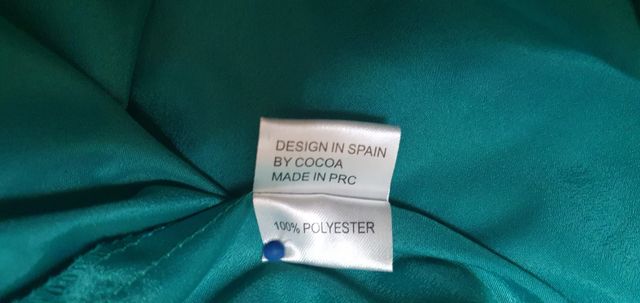 DESIGN IN SPAIN
BY COCOA
MADE IN PRC
100% POLYESTER